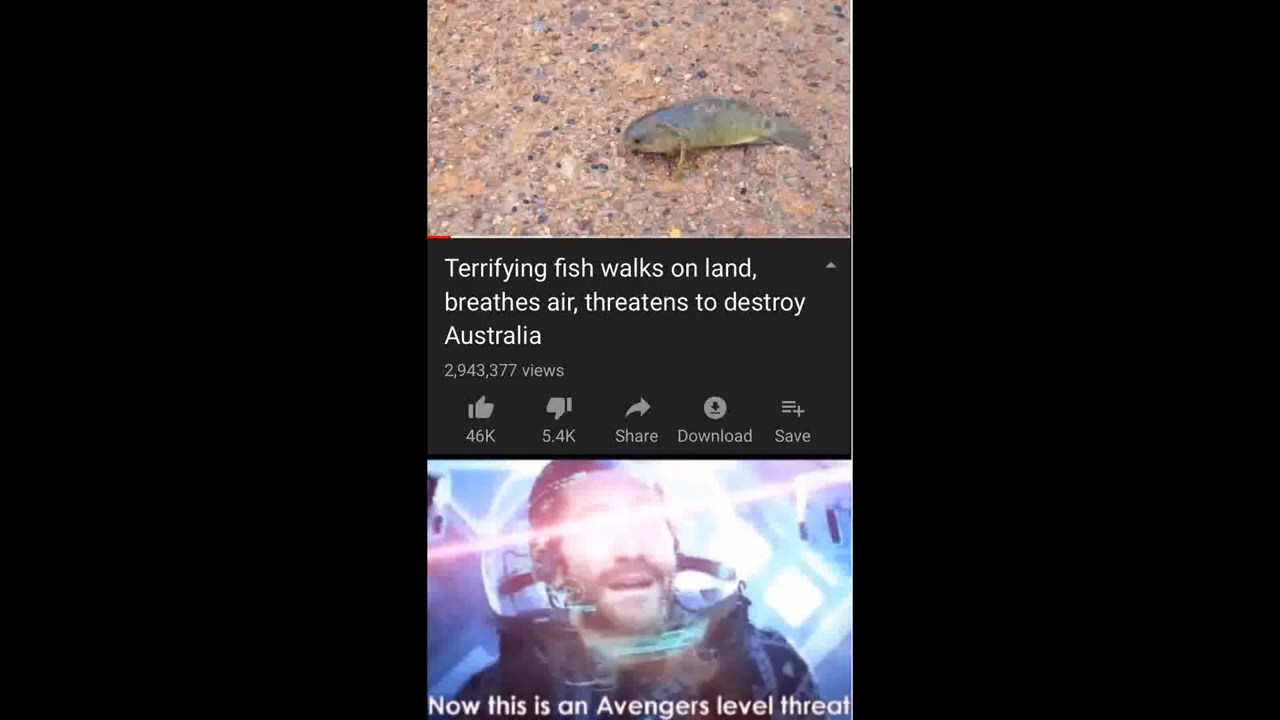 Terrifying fish walks on land,
breathes air, threatens to destroy
Australia
2,943,377 views
46K
5.4K
Share
Download
Save
Now this is an Avengers level threat